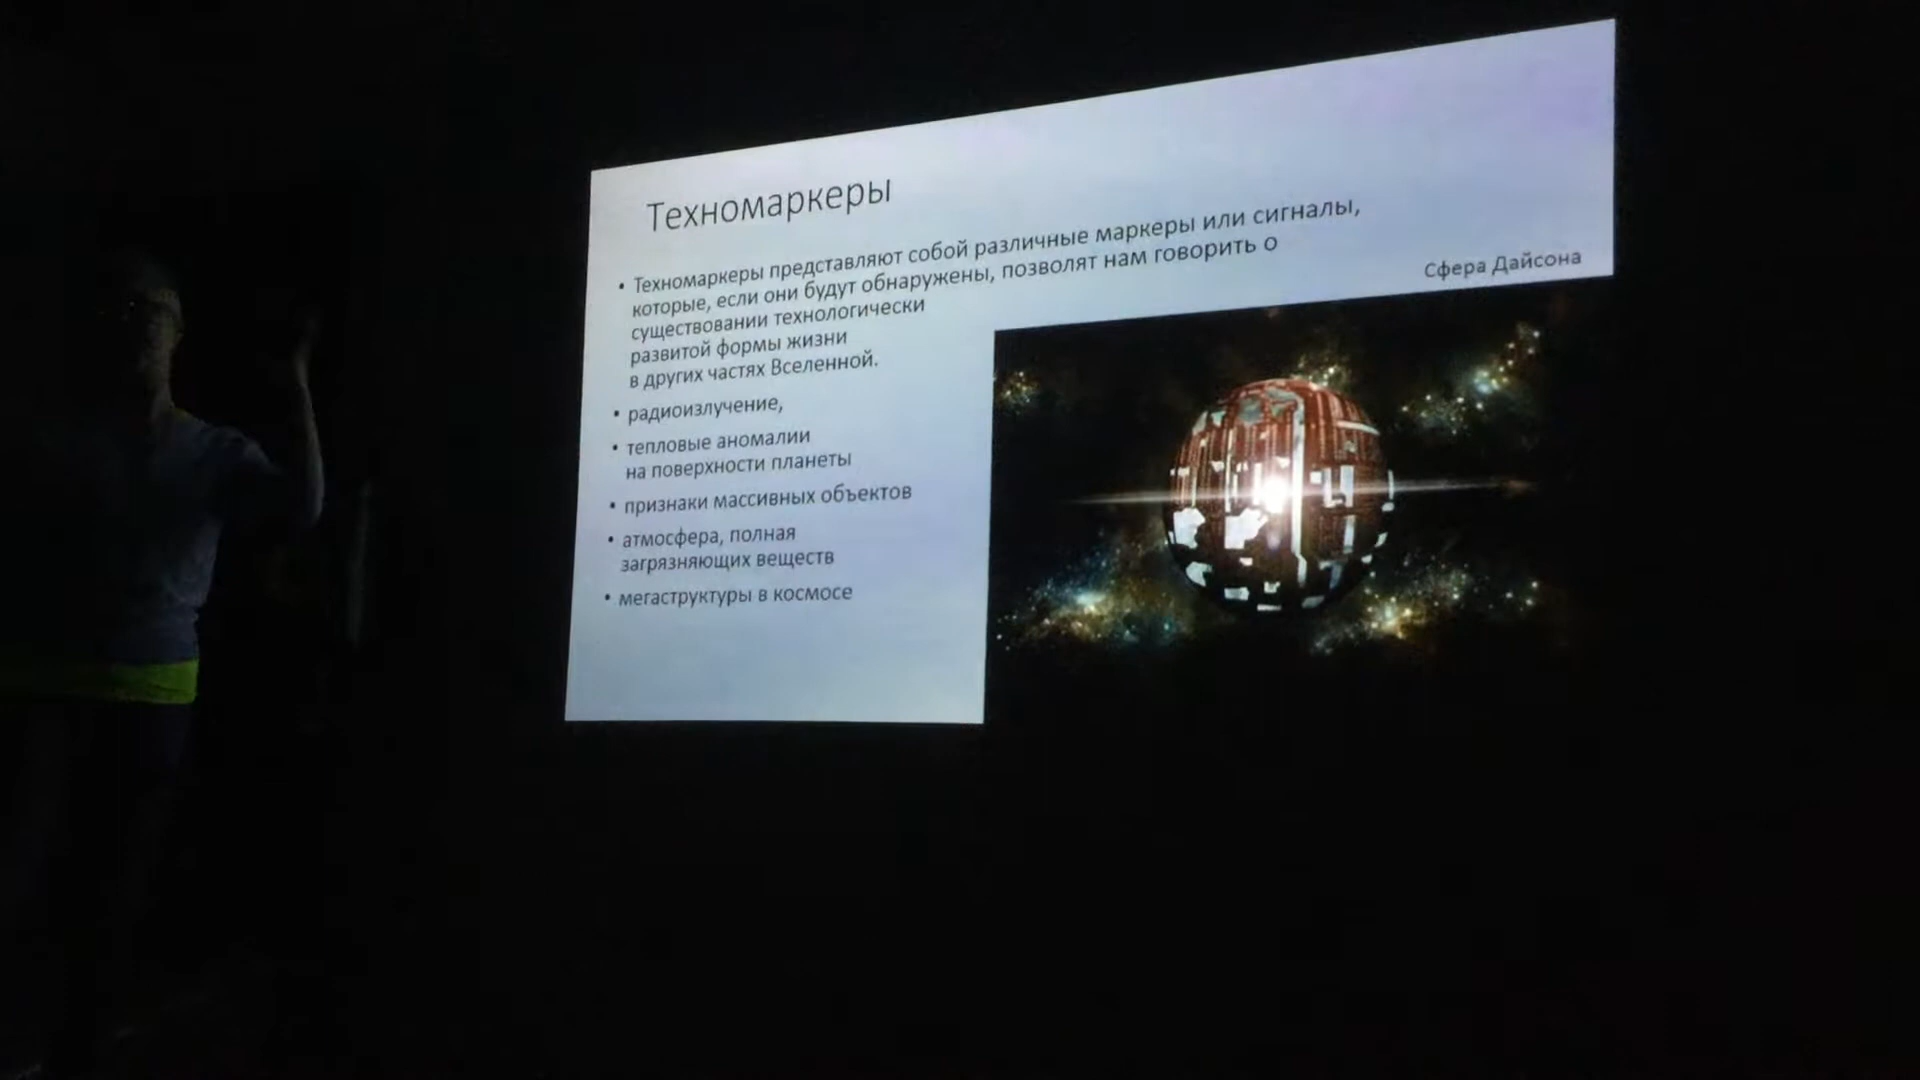 Техномаркеры
• Техномаркеры представляют собой различные маркеры или сигналы,
которые, если они будут обнаружены, позволят нам говорить о
существовании технологически
развитой формы жизни
в других частях Вселенной.
• радиоизлучение,
• тепловые аномалии
на поверхности планеты
• признаки массивных объектов
• атмосфера, полная
загрязняющих веществ
• мегаструктуры в космосе
Сфера Дайсона